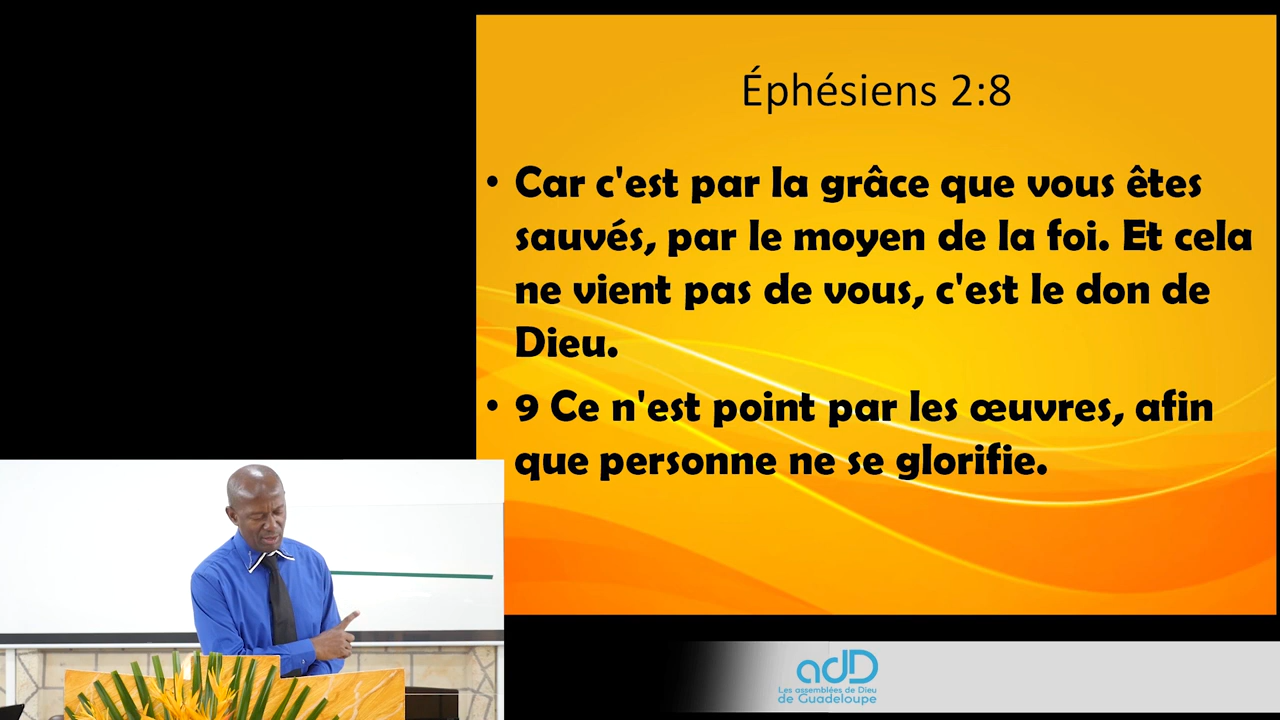 Éphésiens 2:8
• Car c'est par la grâce que vous êtes
sauvés, par le moyen de la foi. Et cela
ne vient pas de vous, c'est le don de
Dieu.
• 9 Ce n'est point par les œuvres, afin
que personne ne se glorifie.
adD
Les assemblées de Dieu
de Guadeloupe